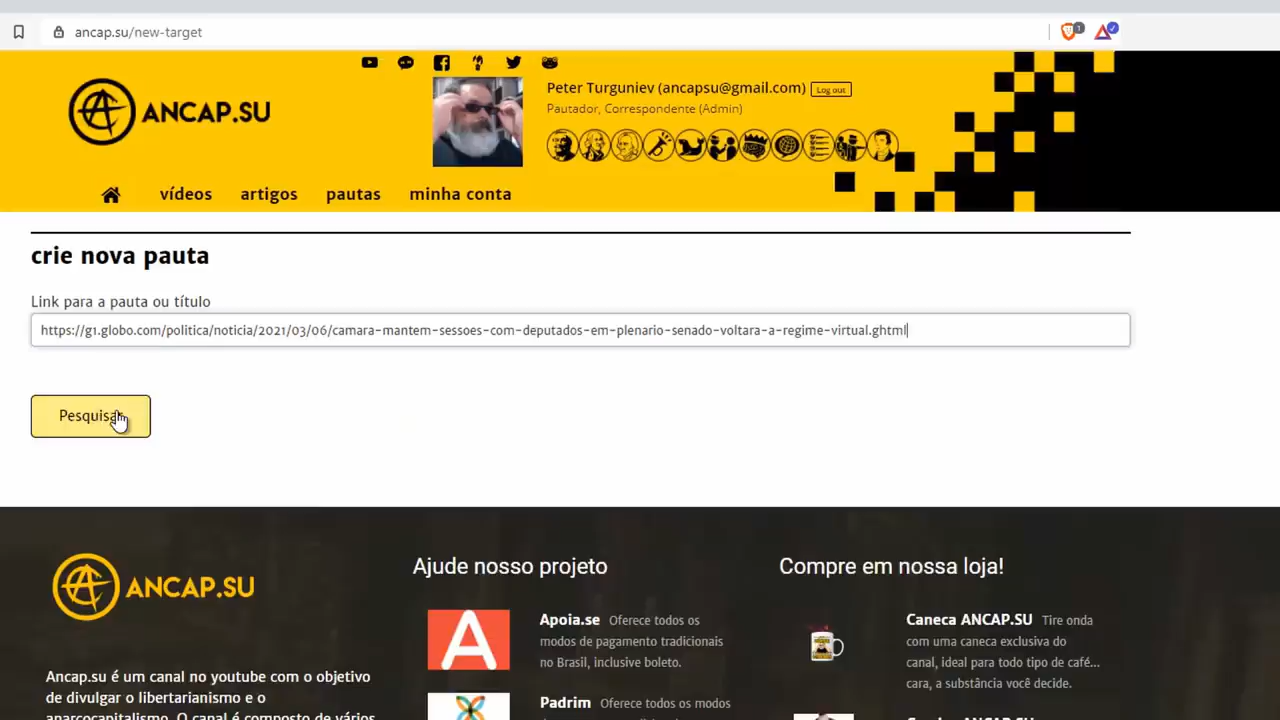 ancap.su/new-target
ANCAP.SU
Peter Turguniev (ancapsu@gmail.com) Log out
Pautador, Correspondente (Admin)
vídeos artigos pautas minha conta
crie nova pauta
Link para a pauta ou título
https://g1.globo.com/politica/noticia/2021/03/06/camara-mantem-sessoes-com-deputados-em-plenario-senado-voltara-a-regime-virtual.ghtml
Pesquisar
ANCAP.SU
Ancap.su é um canal no youtube com o objetivo
de divulgar o libertarianismo e o
anarcocapitalismo. O canal é composto de vários
Ajude nosso projeto
Apoia.se Oferece todos os
modos de pagamento tradicionais
no Brasil, inclusive boleto.
Padrim Oferece todos os modos
Compre em nossa loja!
Caneca ANCAP.SU Tire onda
com uma caneca exclusiva do
canal, ideal para todo tipo de café...
cara, a substância você decide.